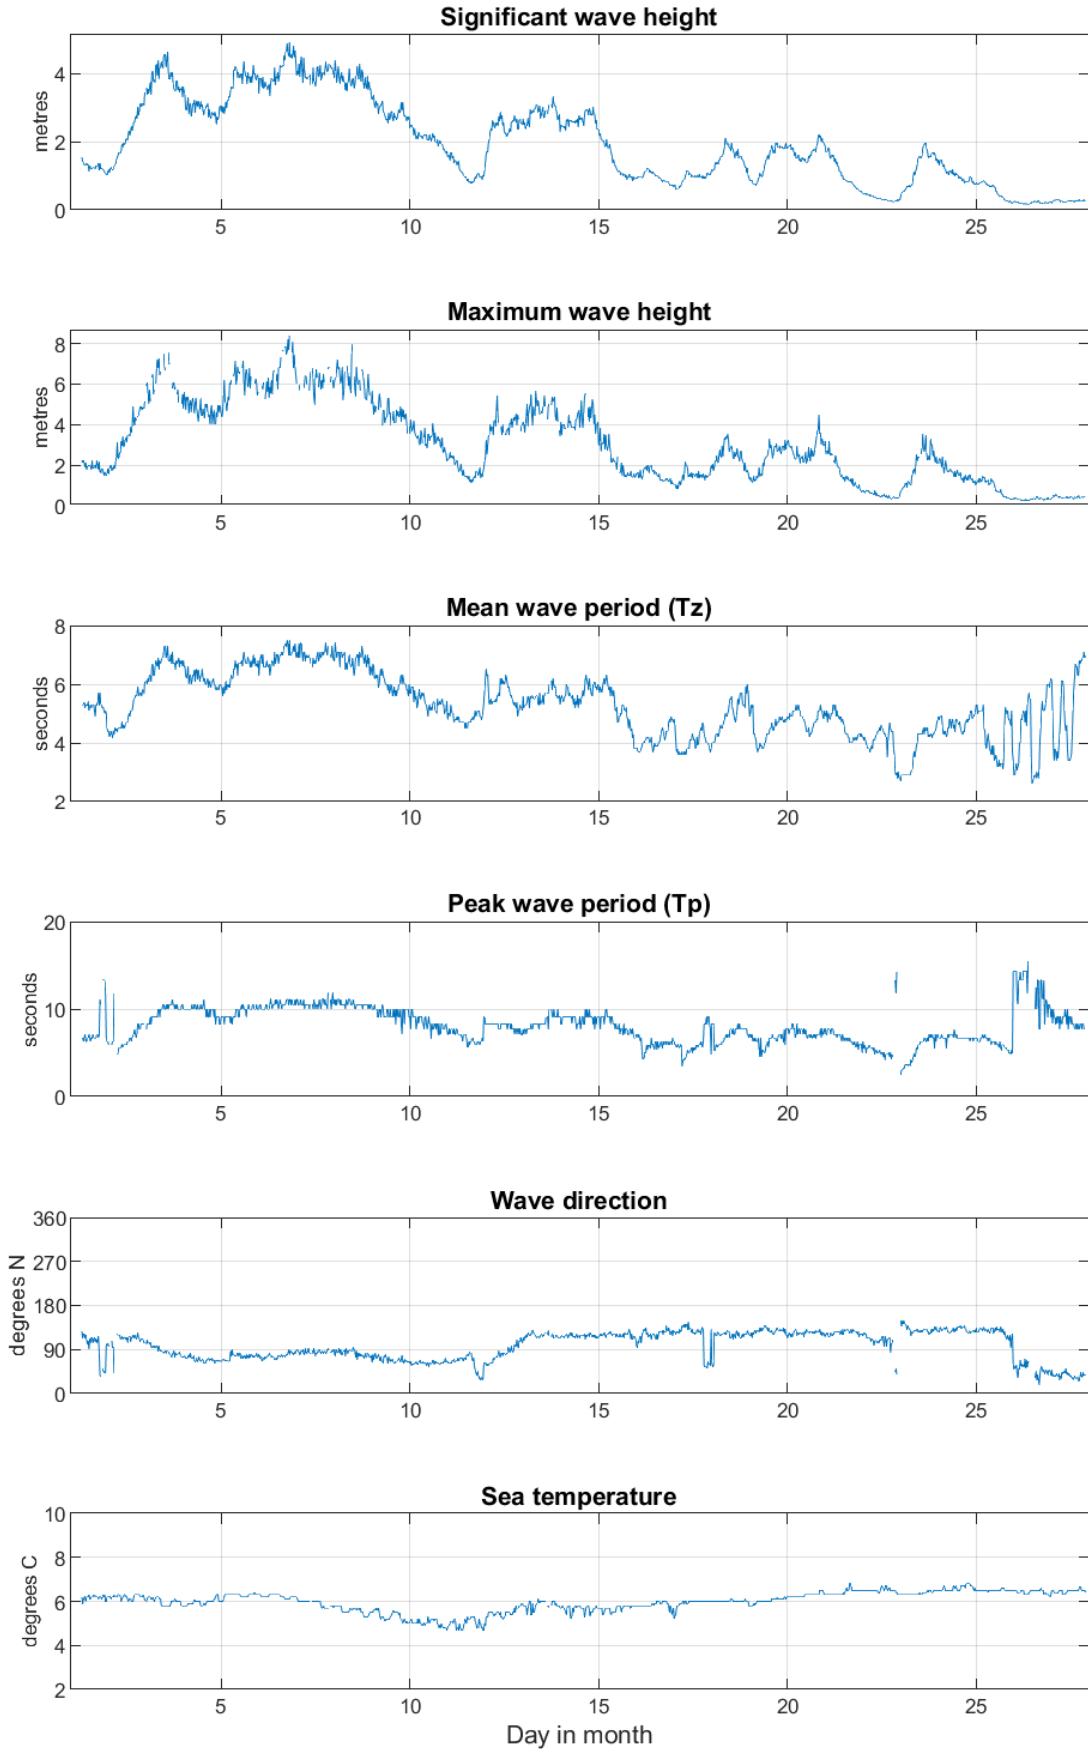 Significant wave height
4
2
0
metres
5 10 15 20 25
Maximum wave height
8
6
4
2
0
metres
5 10 15 20 25
Mean wave period (Tz)
8
6
4
2
seconds
5 10 15 20 25
Peak wave period (Tp)
20
10
0
seconds
5 10 15 20 25
Wave direction
360
270
180
90
0
degrees N
5 10 15 20 25
Sea temperature
10
8
6
4
2
degrees C
5 10 15 20 25
Day in month